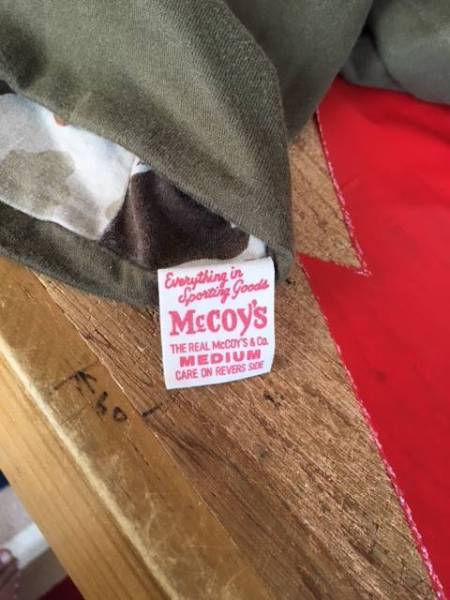 Everything in
Sporting Goods
McCOY'S
THE REAL McCOY'S & Co.
MEDIUM
CARE ON REVERS SIDE